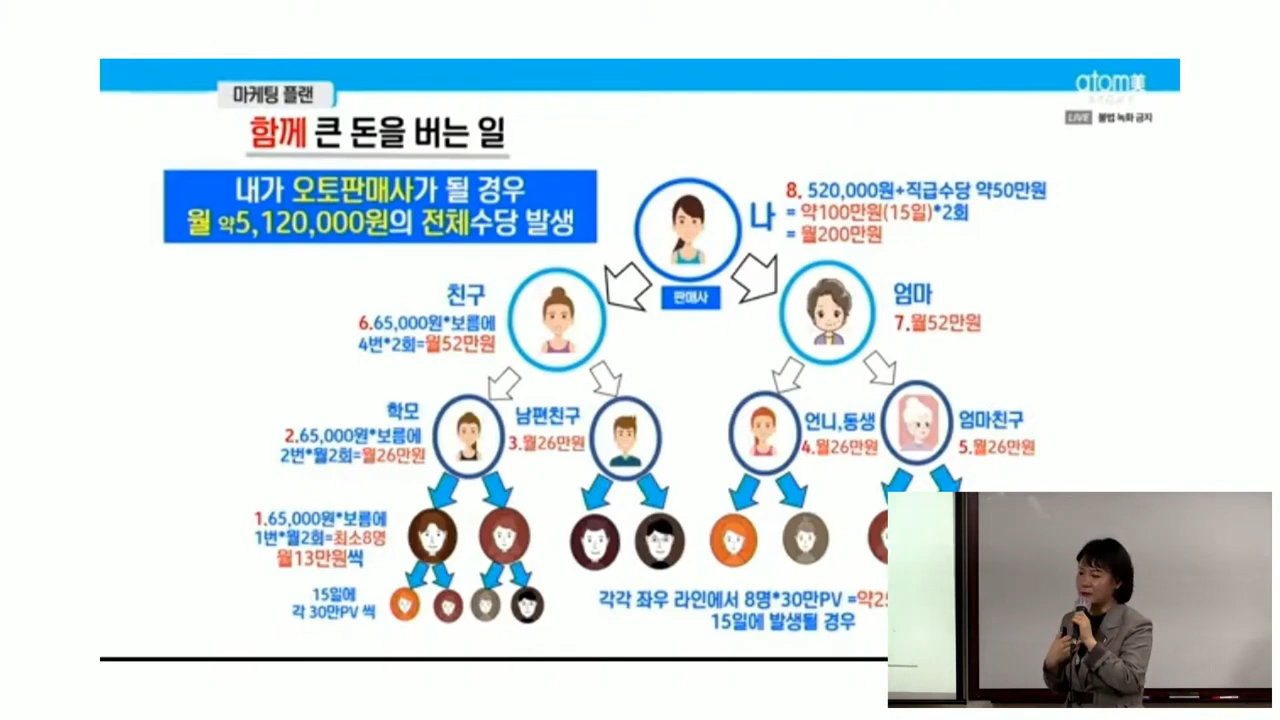 atom美
마케팅 플랜
LIVE 불법 녹화 금지
함께 큰 돈을 버는 일
내가 오토판매사가 될 경우
월 약5,120,000원의 전체수당 발생
나
8. 520,000원+직급수당 약50만원
= 약100만원(15일)*2회
= 월200만원
판매사
친구
6.65,000원*보름에
4번*2회=월52만원
엄마
7.월52만원
학모
2.65,000원*보름에
2번*월2회=월26만원
남편친구
3.월26만원
언니,동생
4.월26만원
엄마친구
5.월26만원
1.65,000원*보름에
1번*월2회=최소8명
월13만원씩
15일에
각 30만PV 씩
각각 좌우 라인에서 8명*30만PV =약25
15일에 발생될 경우